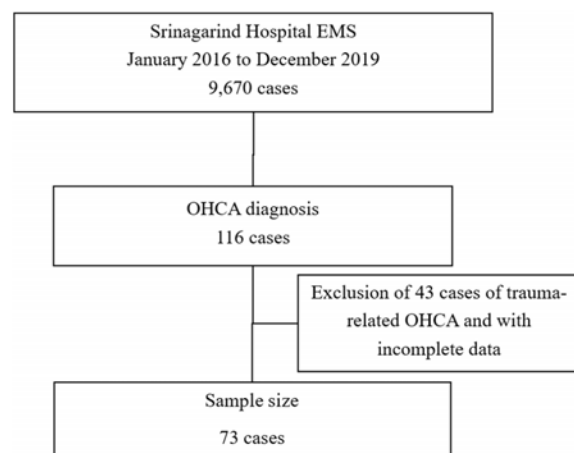 Srinagarind Hospital EMS
January 2016 to December 2019
9,670 cases
OHCA diagnosis
116 cases
Exclusion of 43 cases of trauma-
related OHCA and with
incomplete data
Sample size
73 cases